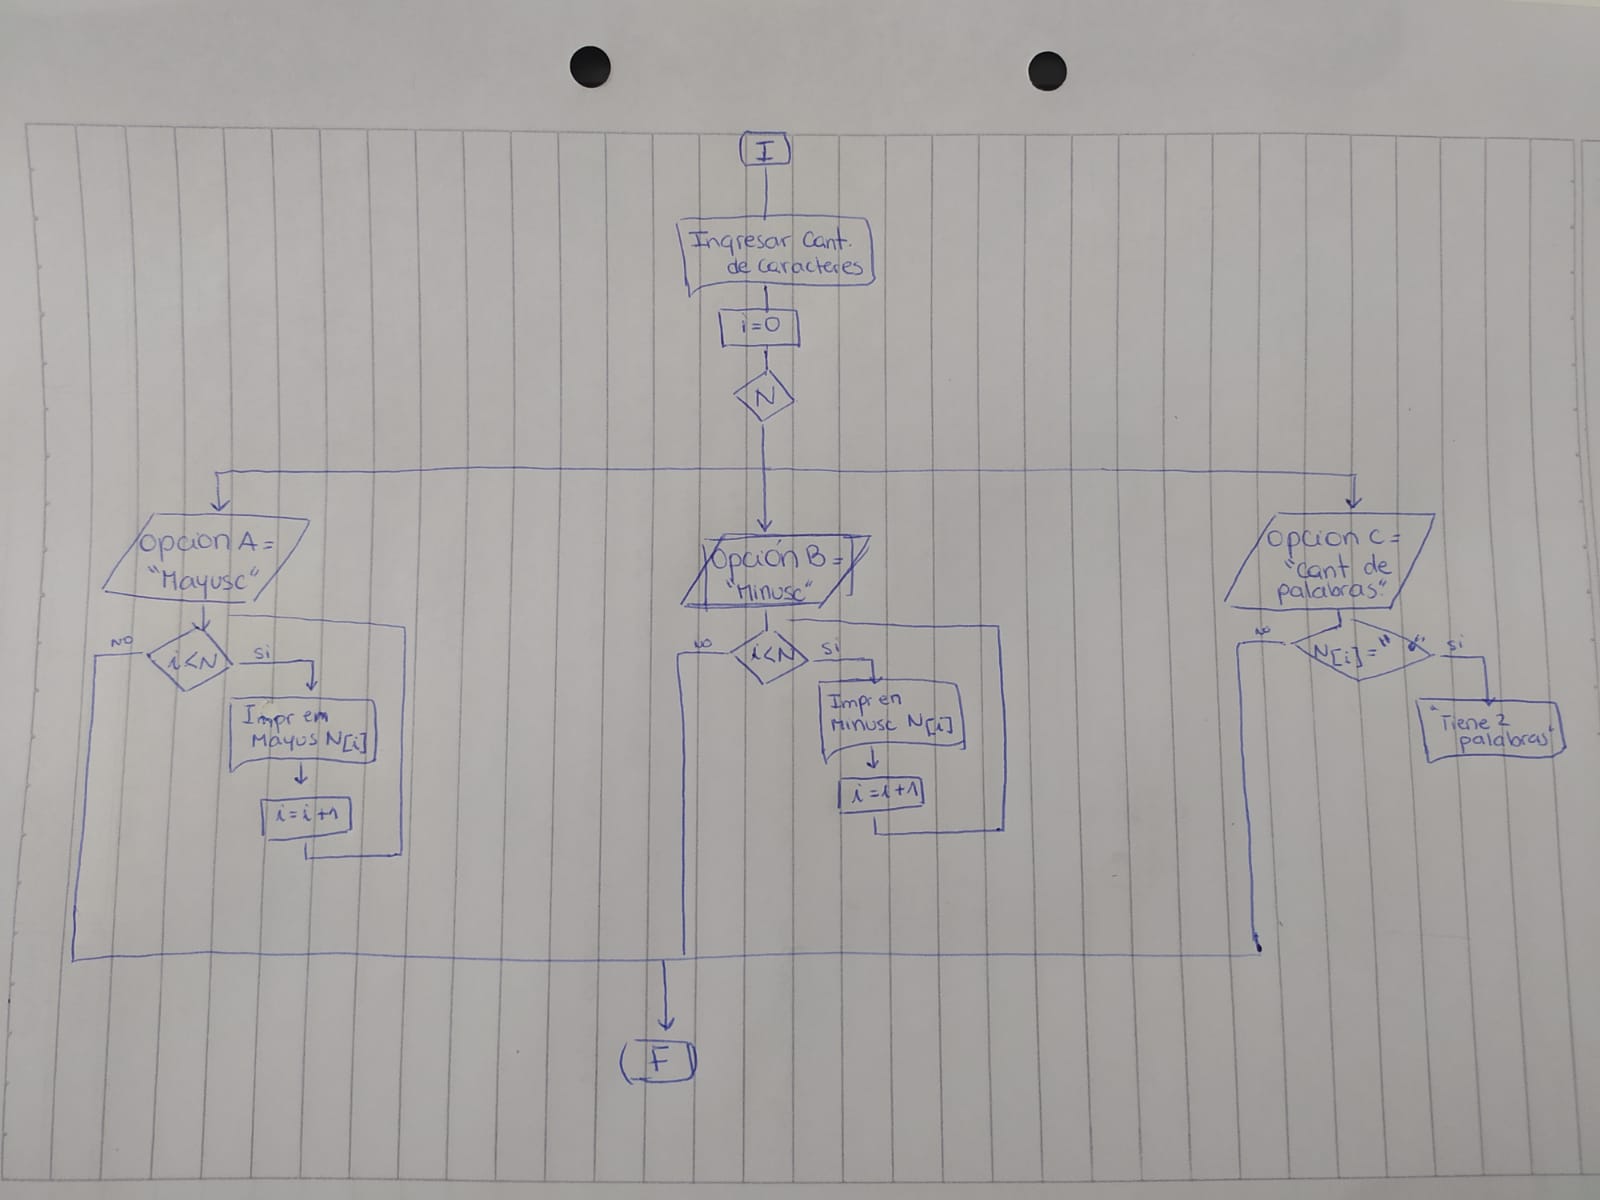 I
Ingresar Cant.
de caracteres
i=0
N
Opcion A=
"Mayusc"
NO
i<N
Si
Impr em
Mayus N[i]
i=i+1
Opción B=
"Minusc"
NO
i<N
Si
Impr en
Minusc N[i]
i=i+1
Opcion C=
"Cant de
palabras"
NO
N[i]=" "
Si
"Tiene 2
palabras"
F